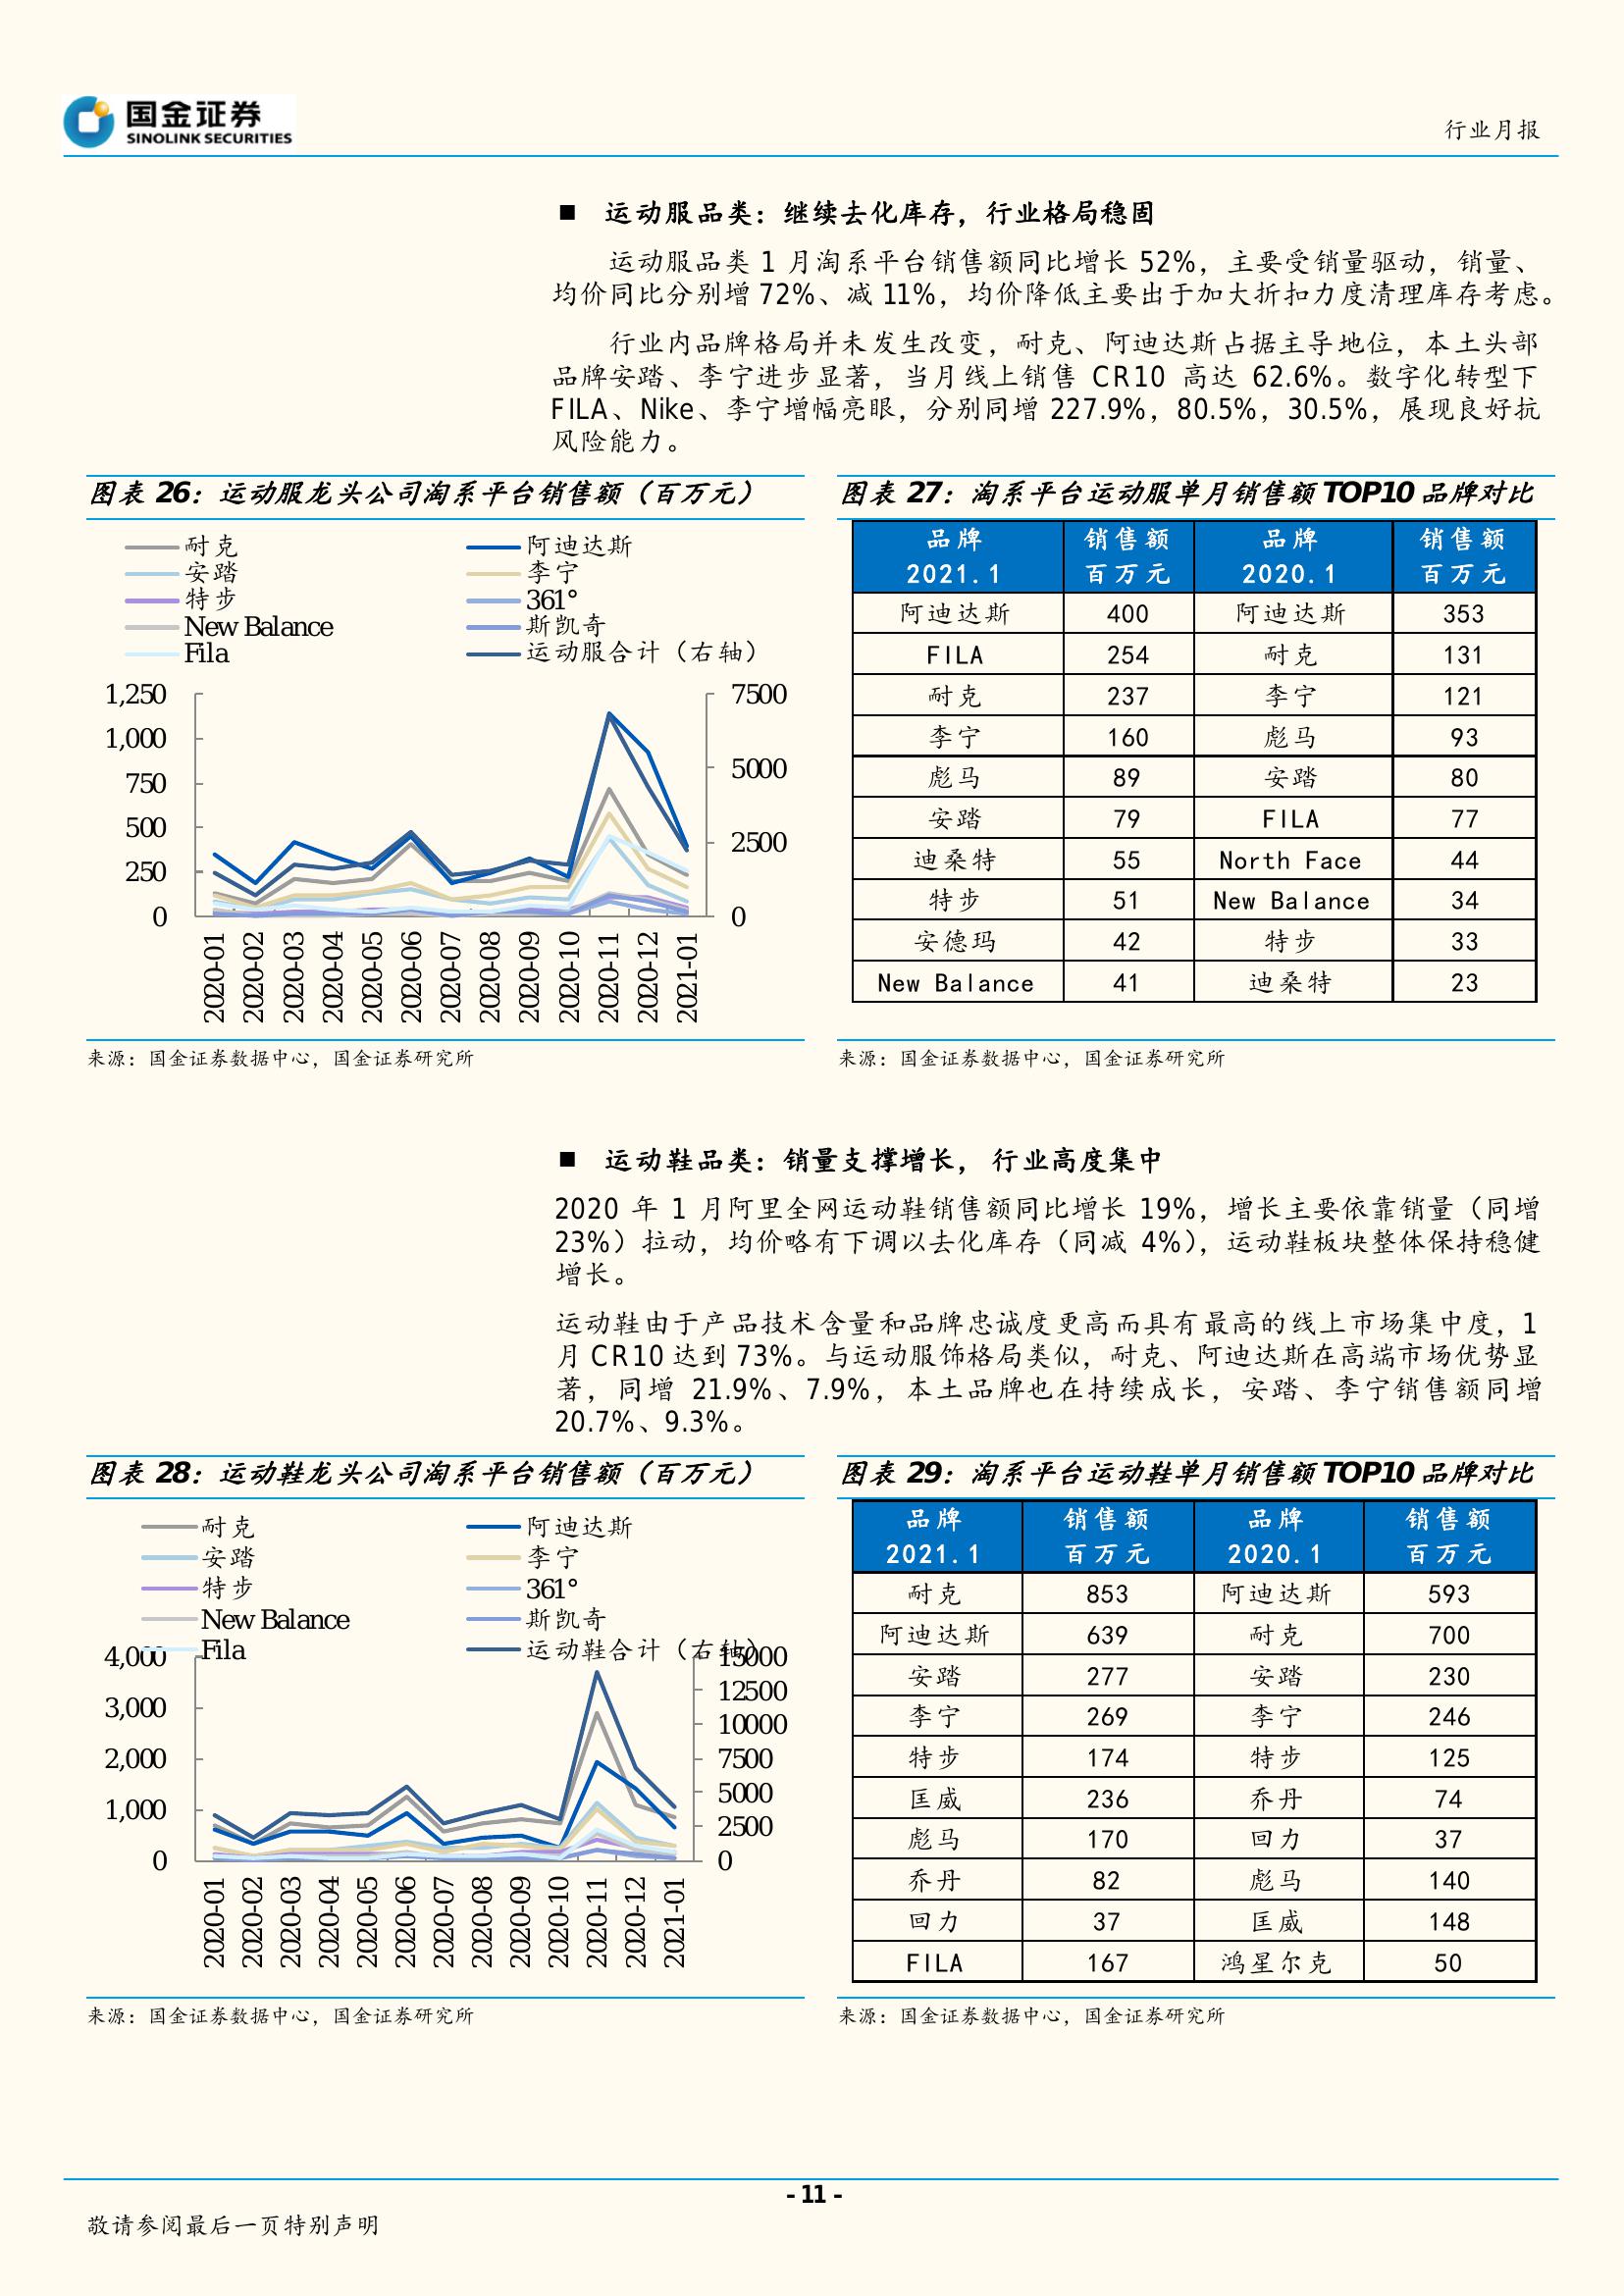 国金证券
SINOLINK SECURITIES
行业月报
■ 运动服品类：继续去化库存，行业格局稳固
运动服品类 1 月淘系平台销售额同比增长 52%，主要受销量驱动，销量、
均价同比分别增 72%、减 11%，均价降低主要出于加大折扣力度清理库存考虑。
行业内品牌格局并未发生改变，耐克、阿迪达斯占据主导地位，本土头部
品牌安踏、李宁进步显著，当月线上销售 CR10 高达 62.6%。数字化转型下
FILA、Nike、李宁增幅亮眼，分别同增 227.9%，80.5%，30.5%，展现良好抗
风险能力。
图表 26：运动服龙头公司淘系平台销售额（百万元）
耐克 阿迪达斯
安踏 李宁
特步 361°
New Balance 斯凯奇
Fila 运动服合计（右轴）
1,250 7500
1,000
750 5000
500
250 2500
0 0
2020-01 2020-02 2020-03 2020-04 2020-05 2020-06 2020-07 2020-08 2020-09 2020-10 2020-11 2020-12 2021-01
来源：国金证券数据中心，国金证券研究所
图表 27：淘系平台运动服单月销售额 TOP10 品牌对比
品牌 销售额 品牌 销售额
2021.1 百万元 2020.1 百万元
阿迪达斯 400 阿迪达斯 353
FILA 254 耐克 131
耐克 237 李宁 121
李宁 160 彪马 93
彪马 89 安踏 80
安踏 79 FILA 77
迪桑特 55 North Face 44
特步 51 New Balance 34
安德玛 42 特步 33
New Balance 41 迪桑特 23
来源：国金证券数据中心，国金证券研究所
■ 运动鞋品类：销量支撑增长， 行业高度集中
2020 年 1 月阿里全网运动鞋销售额同比增长 19%，增长主要依靠销量（同增
23%）拉动，均价略有下调以去化库存（同减 4%），运动鞋板块整体保持稳健
增长。
运动鞋由于产品技术含量和品牌忠诚度更高而具有最高的线上市场集中度，1
月 CR10 达到 73%。与运动服饰格局类似，耐克、阿迪达斯在高端市场优势显
著，同增 21.9%、7.9%，本土品牌也在持续成长，安踏、李宁销售额同增
20.7%、9.3%。
图表 28：运动鞋龙头公司淘系平台销售额（百万元）
耐克 阿迪达斯
安踏 李宁
特步 361°
New Balance 斯凯奇
Fila 运动鞋合计（右轴）
4,000 15000
12500
3,000 10000
2,000 7500
5000
1,000 2500
0 0
2020-01 2020-02 2020-03 2020-04 2020-05 2020-06 2020-07 2020-08 2020-09 2020-10 2020-11 2020-12 2021-01
来源：国金证券数据中心，国金证券研究所
图表 29：淘系平台运动鞋单月销售额 TOP10 品牌对比
品牌 销售额 品牌 销售额
2021.1 百万元 2020.1 百万元
耐克 853 阿迪达斯 593
阿迪达斯 639 耐克 700
安踏 277 安踏 230
李宁 269 李宁 246
特步 174 特步 125
匡威 236 乔丹 74
彪马 170 回力 37
乔丹 82 彪马 140
回力 37 匡威 148
FILA 167 鸿星尔克 50
来源：国金证券数据中心，国金证券研究所
- 11 -
敬请参阅最后一页特别声明